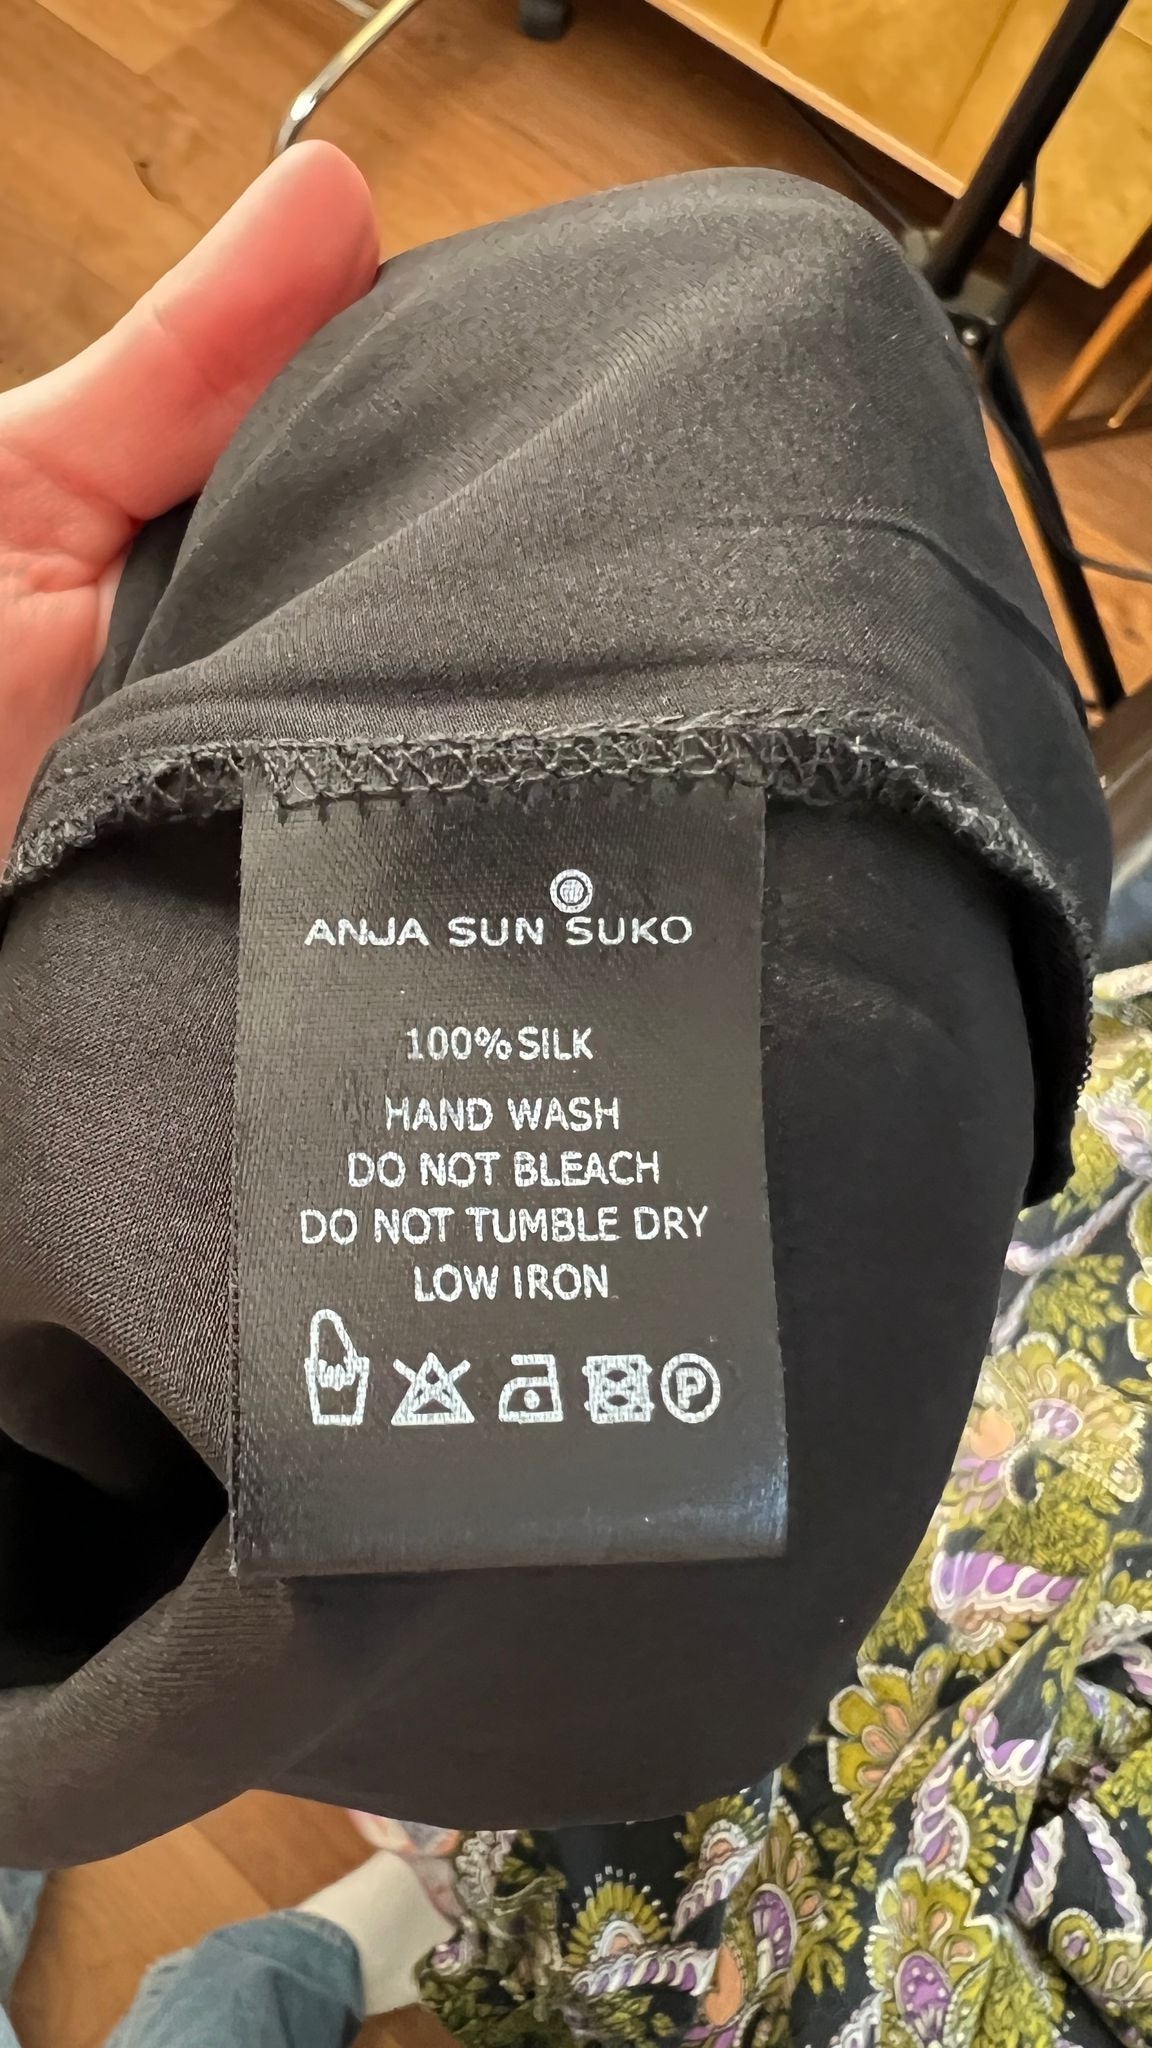 ANJA SUN SUKO
100% SILK
HAND WASH
DO NOT BLEACH
DO NOT TUMBLE DRY
LOW IRON
P